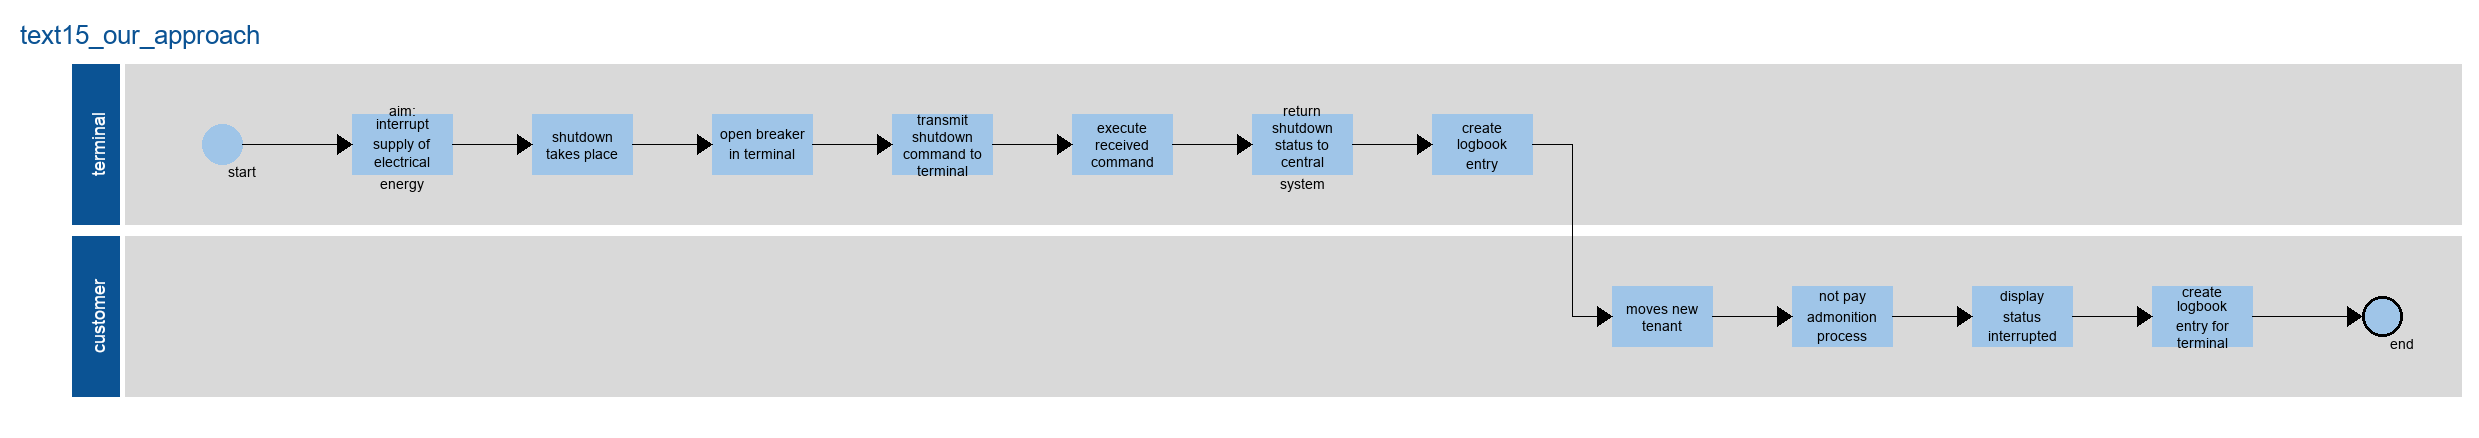 text15_our_approach
terminal
start
aim:
interrupt
supply of
electrical
energy
shutdown
takes place
open breaker
in terminal
transmit
shutdown
command to
terminal
execute
received
command
return
shutdown
status to
central
system
create
logbook
entry
customer
moves new
tenant
not pay
admonition
process
display
status
interrupted
create
logbook
entry for
terminal
end